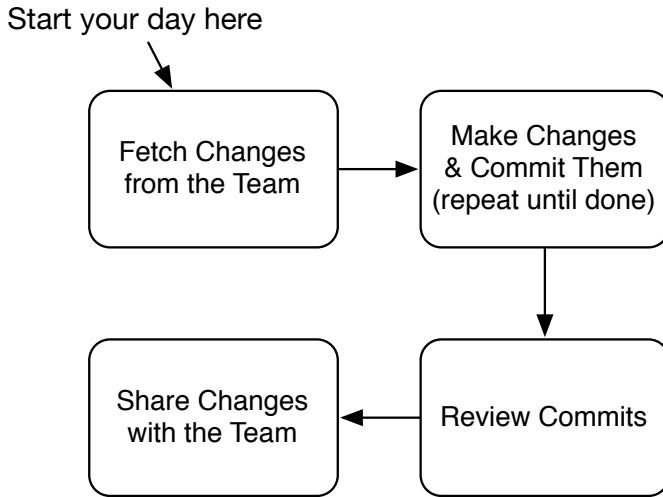 Start your day here
Fetch Changes
from the Team
Make Changes
& Commit Them
(repeat until done)
Review Commits
Share Changes
with the Team